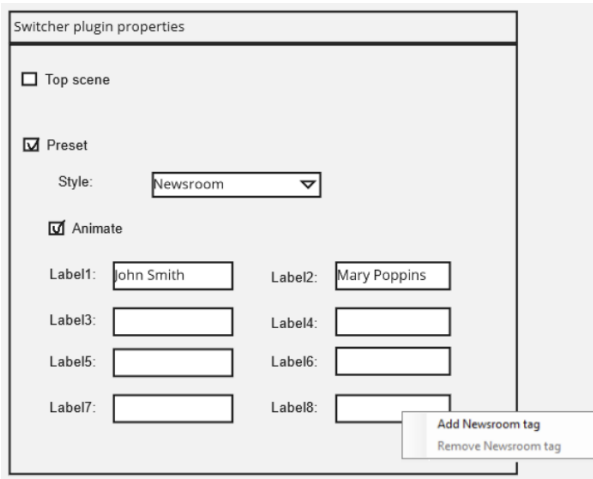 Switcher plugin properties
Top scene
Preset
Style: Newsroom
Animate
Label1: John Smith Label2: Mary Poppins
Label3: Label4:
Label5: Label6:
Label7: Label8:
Add Newsroom tag
Remove Newsroom tag